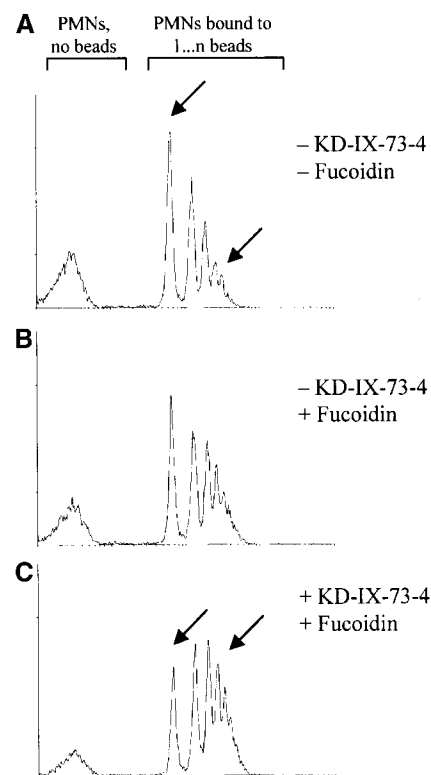 A
PMNs, no beads
PMNs bound to 1...n beads
– KD-IX-73-4
– Fucoidin
B
– KD-IX-73-4
+ Fucoidin
C
+ KD-IX-73-4
+ Fucoidin